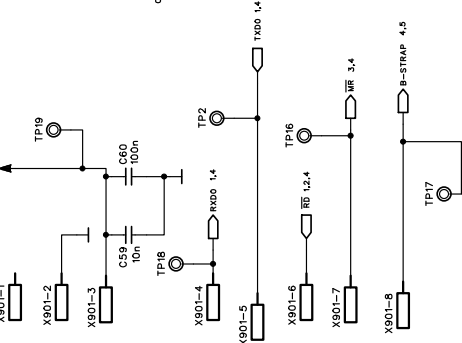 TP19
C60
100n
C59
10n
TP18
RXD0 1,4
TP2
TXD0 1,4
TP16
MR 3,4
RD 1,2,4
B-STRAP 4,5
TP17
X901-1
X901-2
X901-3
X901-4
X901-5
X901-6
X901-7
X901-8